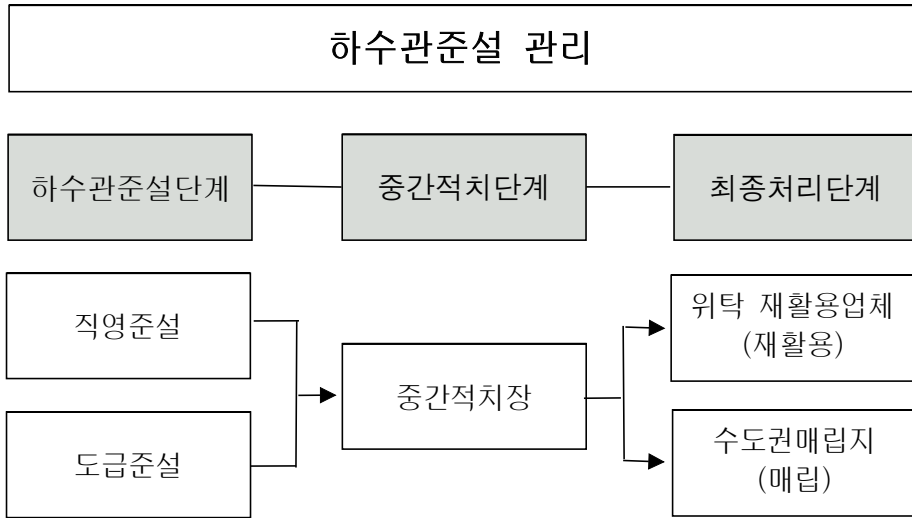 하수관준설 관리
하수관준설단계
중간적치단계
최종처리단계
직영준설
도급준설
중간적치장
위탁 재활용업체
(재활용)
수도권매립지
(매립)